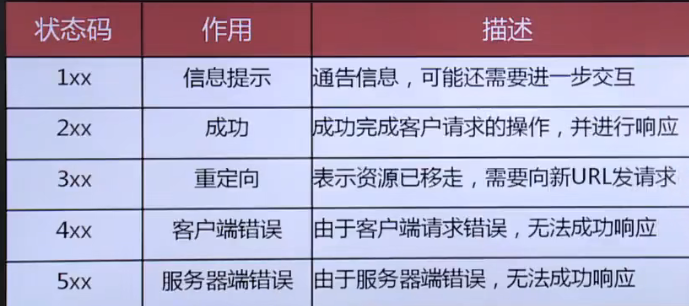 状态码 作用 描述
1xx 信息提示 通告信息，可能还需要进一步交互
2xx 成功 成功完成客户请求的操作，并进行响应
3xx 重定向 表示资源已移走，需要向新URL发请求
4xx 客户端错误 由于客户端请求错误，无法成功响应
5xx 服务器端错误 由于服务器端错误，无法成功响应